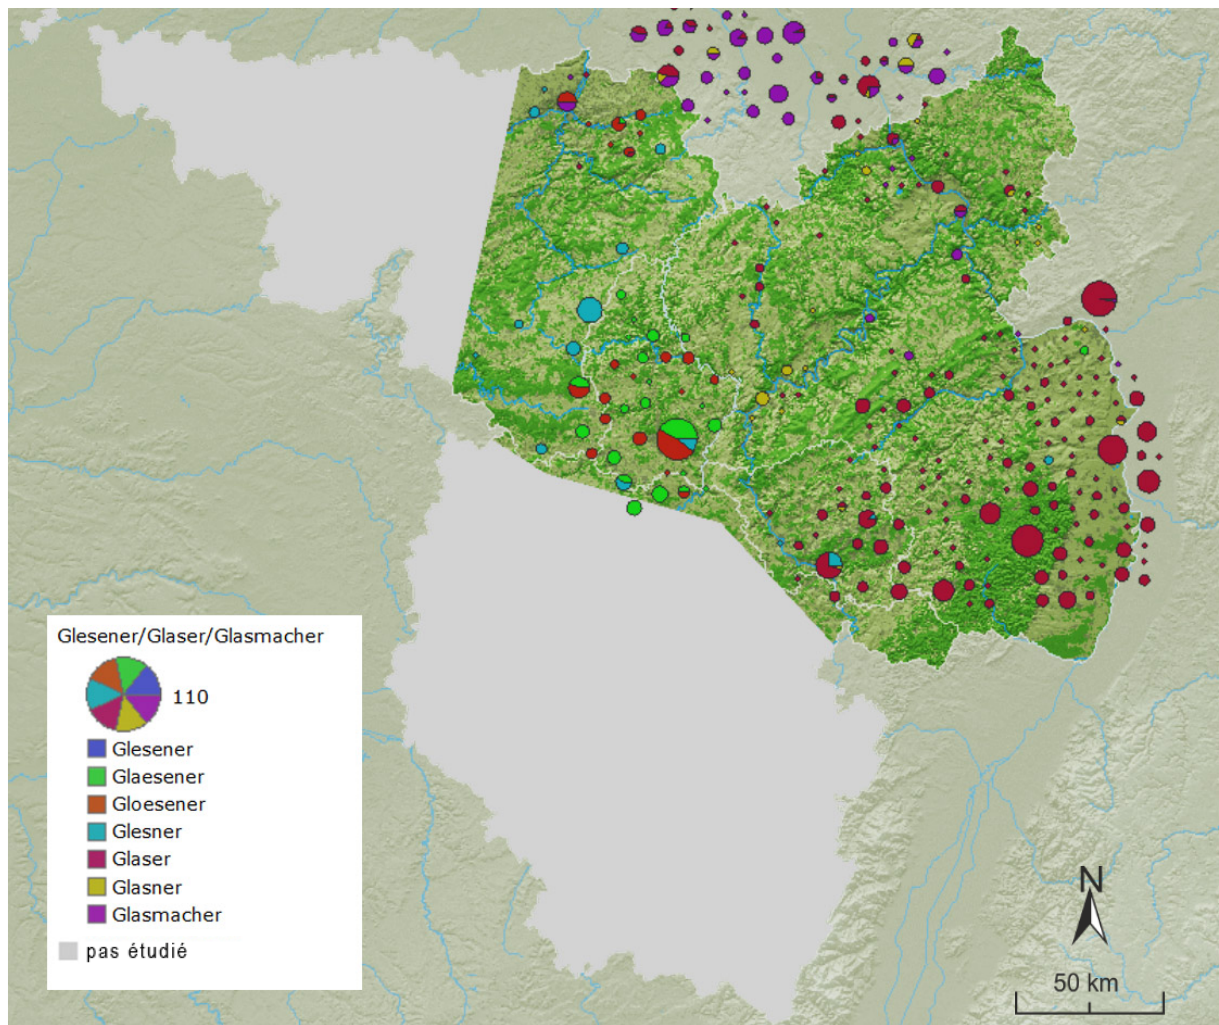 Glesener/Glaser/Glasmacher
110
Glesener
Glaesener
Gloesener
Glesner
Glaser
Glasner
Glasmacher
pas étudié
N
50 km